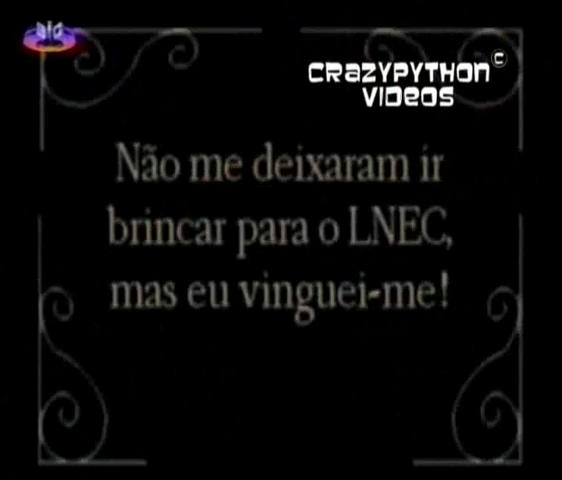 CRAZYPYTHON ©
VIDEOS
Não me deixaram ir
brincar para o LNEC,
mas eu vinguei-me!